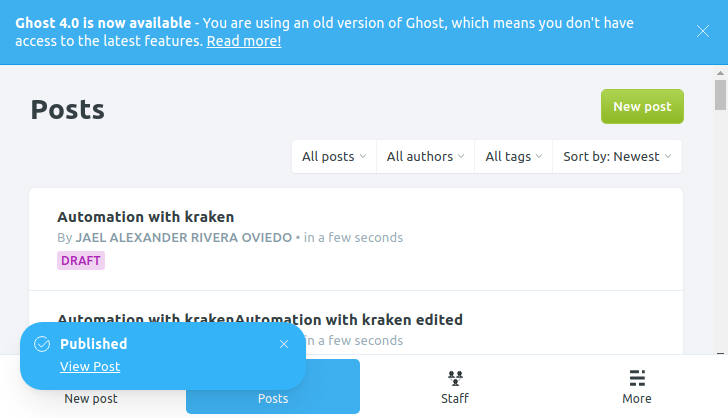 Ghost 4.0 is now available - You are using an old version of Ghost, which means you don't have
access to the latest features. Read more!
Posts
New post
All posts
All authors
All tags
Sort by: Newest
Automation with kraken
By JAEL ALEXANDER RIVERA OVIEDO • in a few seconds
DRAFT
Automation with krakenAutomation with kraken edited
in a few seconds
Published
View Post
New post
Posts
Staff
More